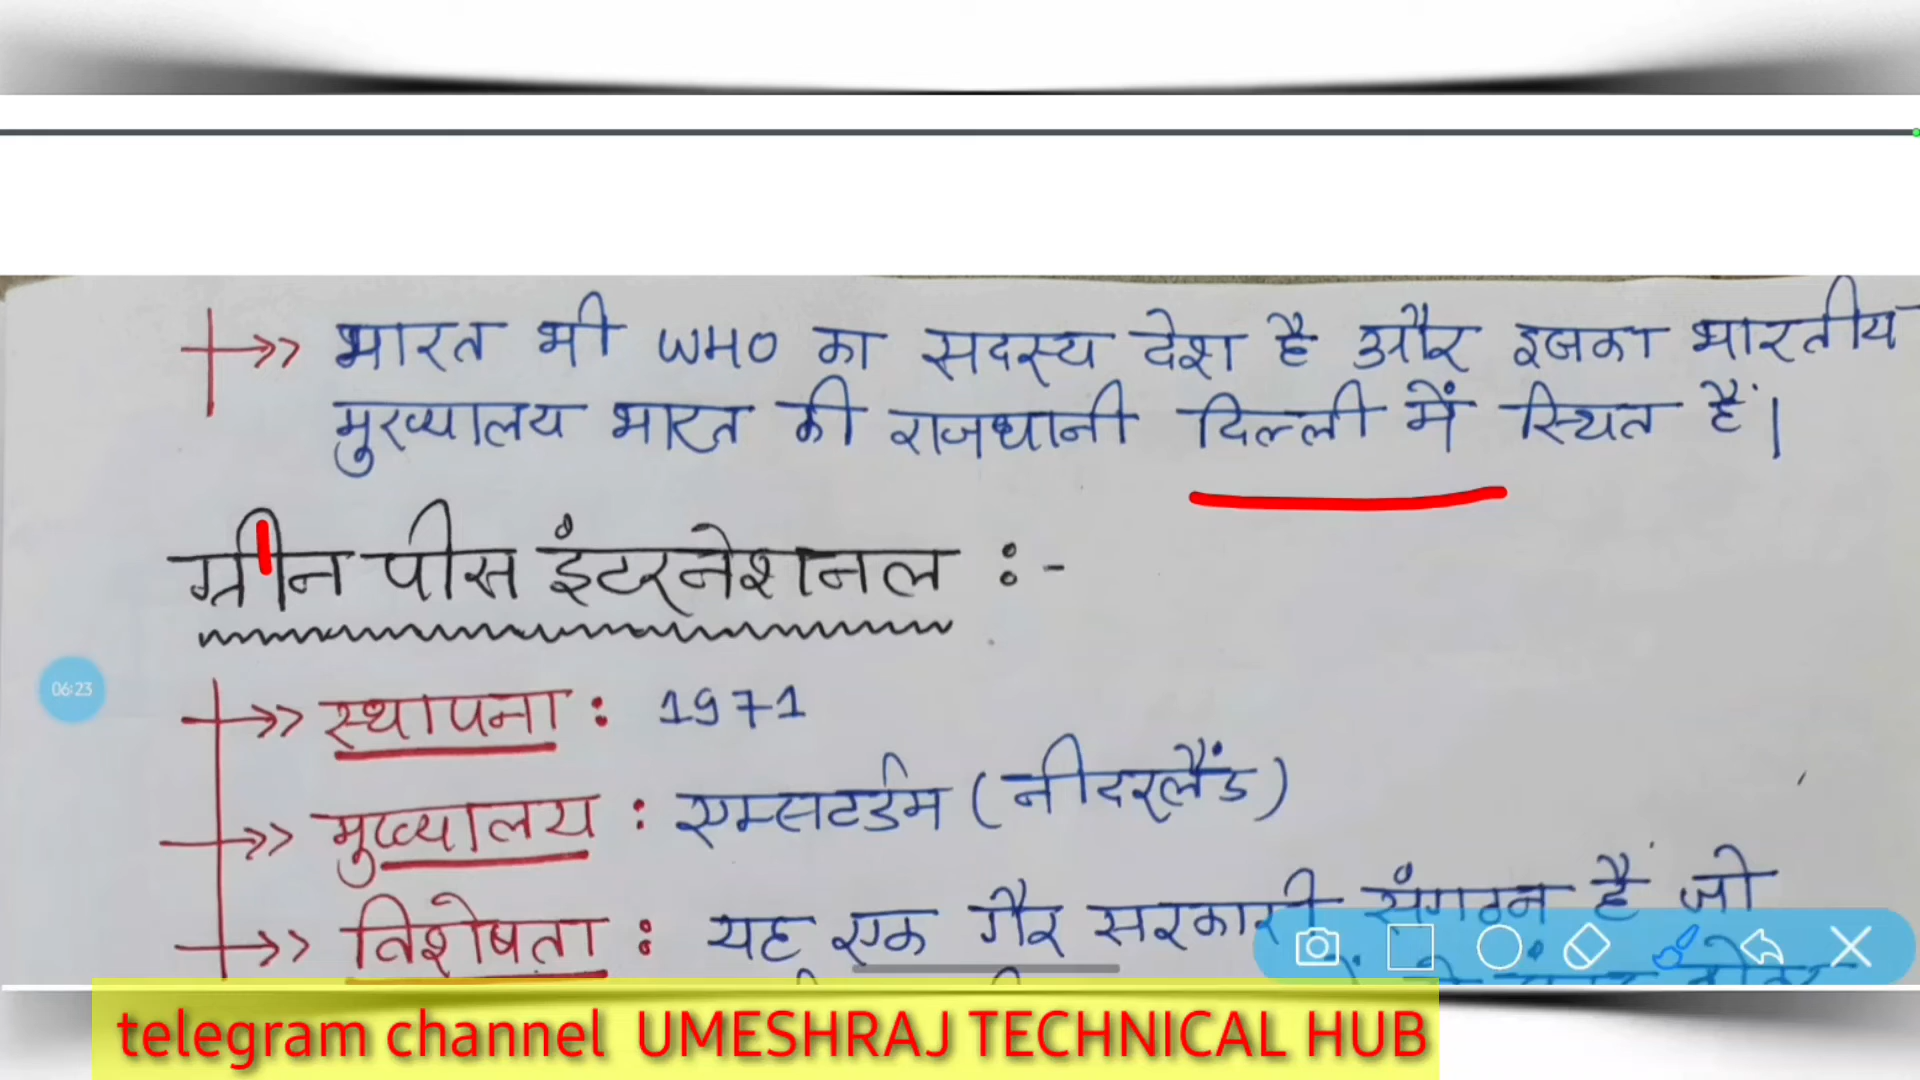 भारत भी WHO का सदस्य देश है और इसका भारतीय
मुख्यालय भारत की राजधानी दिल्ली में स्थित है।
ग्रीन पीस इंटरनेशनल :-
स्थापना : 1971
मुख्यालय : एम्सटर्डम (नीदरलैंड)
विशेषता : यह एक गैर सरकारी संगठन है जो
06:23
telegram channel UMESHRAJ TECHNICAL HUB